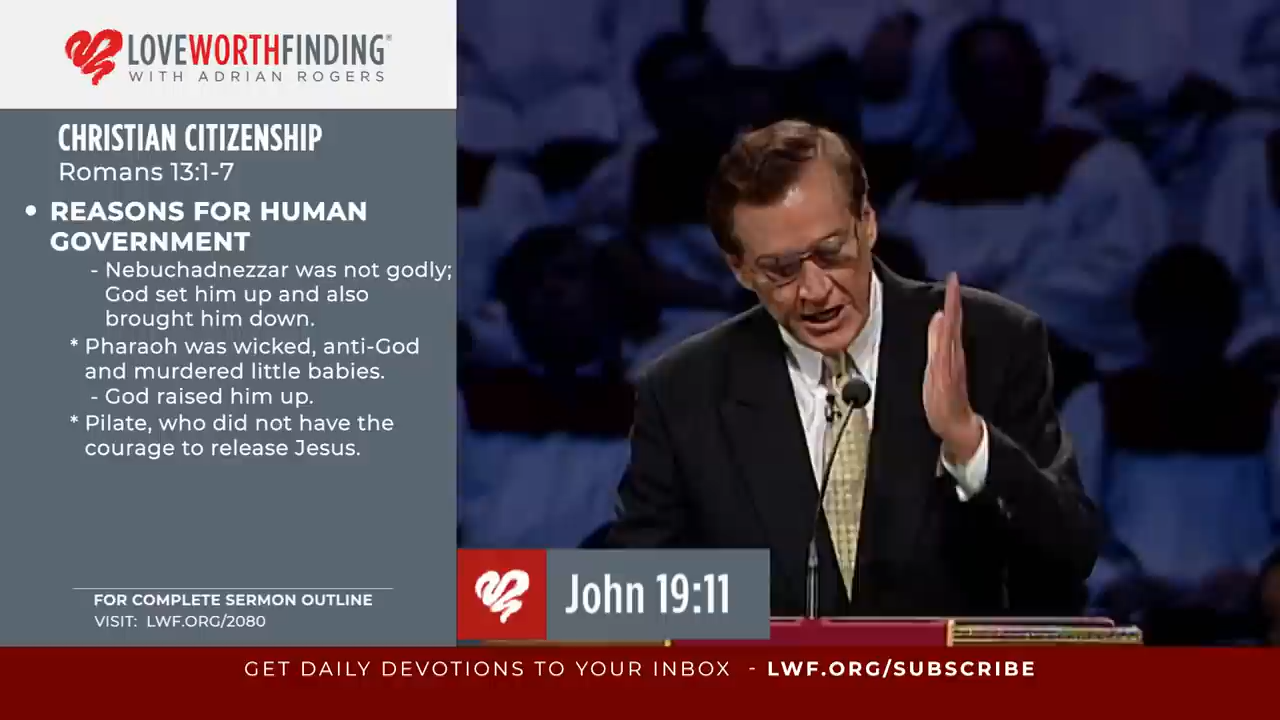 LOVEWORTHFINDING®
WITH ADRIAN ROGERS
CHRISTIAN CITIZENSHIP
Romans 13:1-7
• REASONS FOR HUMAN
GOVERNMENT
- Nebuchadnezzar was not godly;
God set him up and also
brought him down.
* Pharaoh was wicked, anti-God
and murdered little babies.
- God raised him up.
* Pilate, who did not have the
courage to release Jesus.
FOR COMPLETE SERMON OUTLINE
VISIT: LWF.ORG/2080
John 19:11
GET DAILY DEVOTIONS TO YOUR INBOX - LWF.ORG/SUBSCRIBE